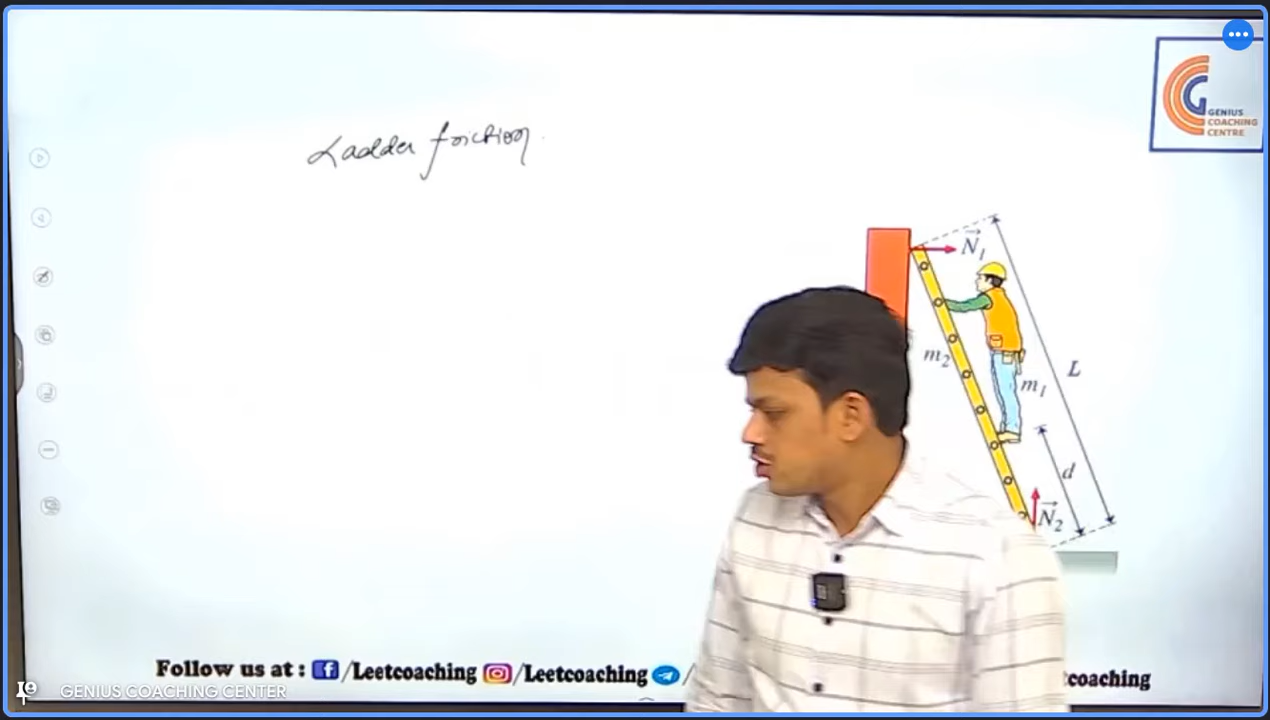 GENIUS
COACHING
CENTRE
Ladder friction
N1
m2
L
m1
d
N2
Follow us at : f /Leetcoaching /Leetcoaching /
coaching
GENIUS COACHING CENTER